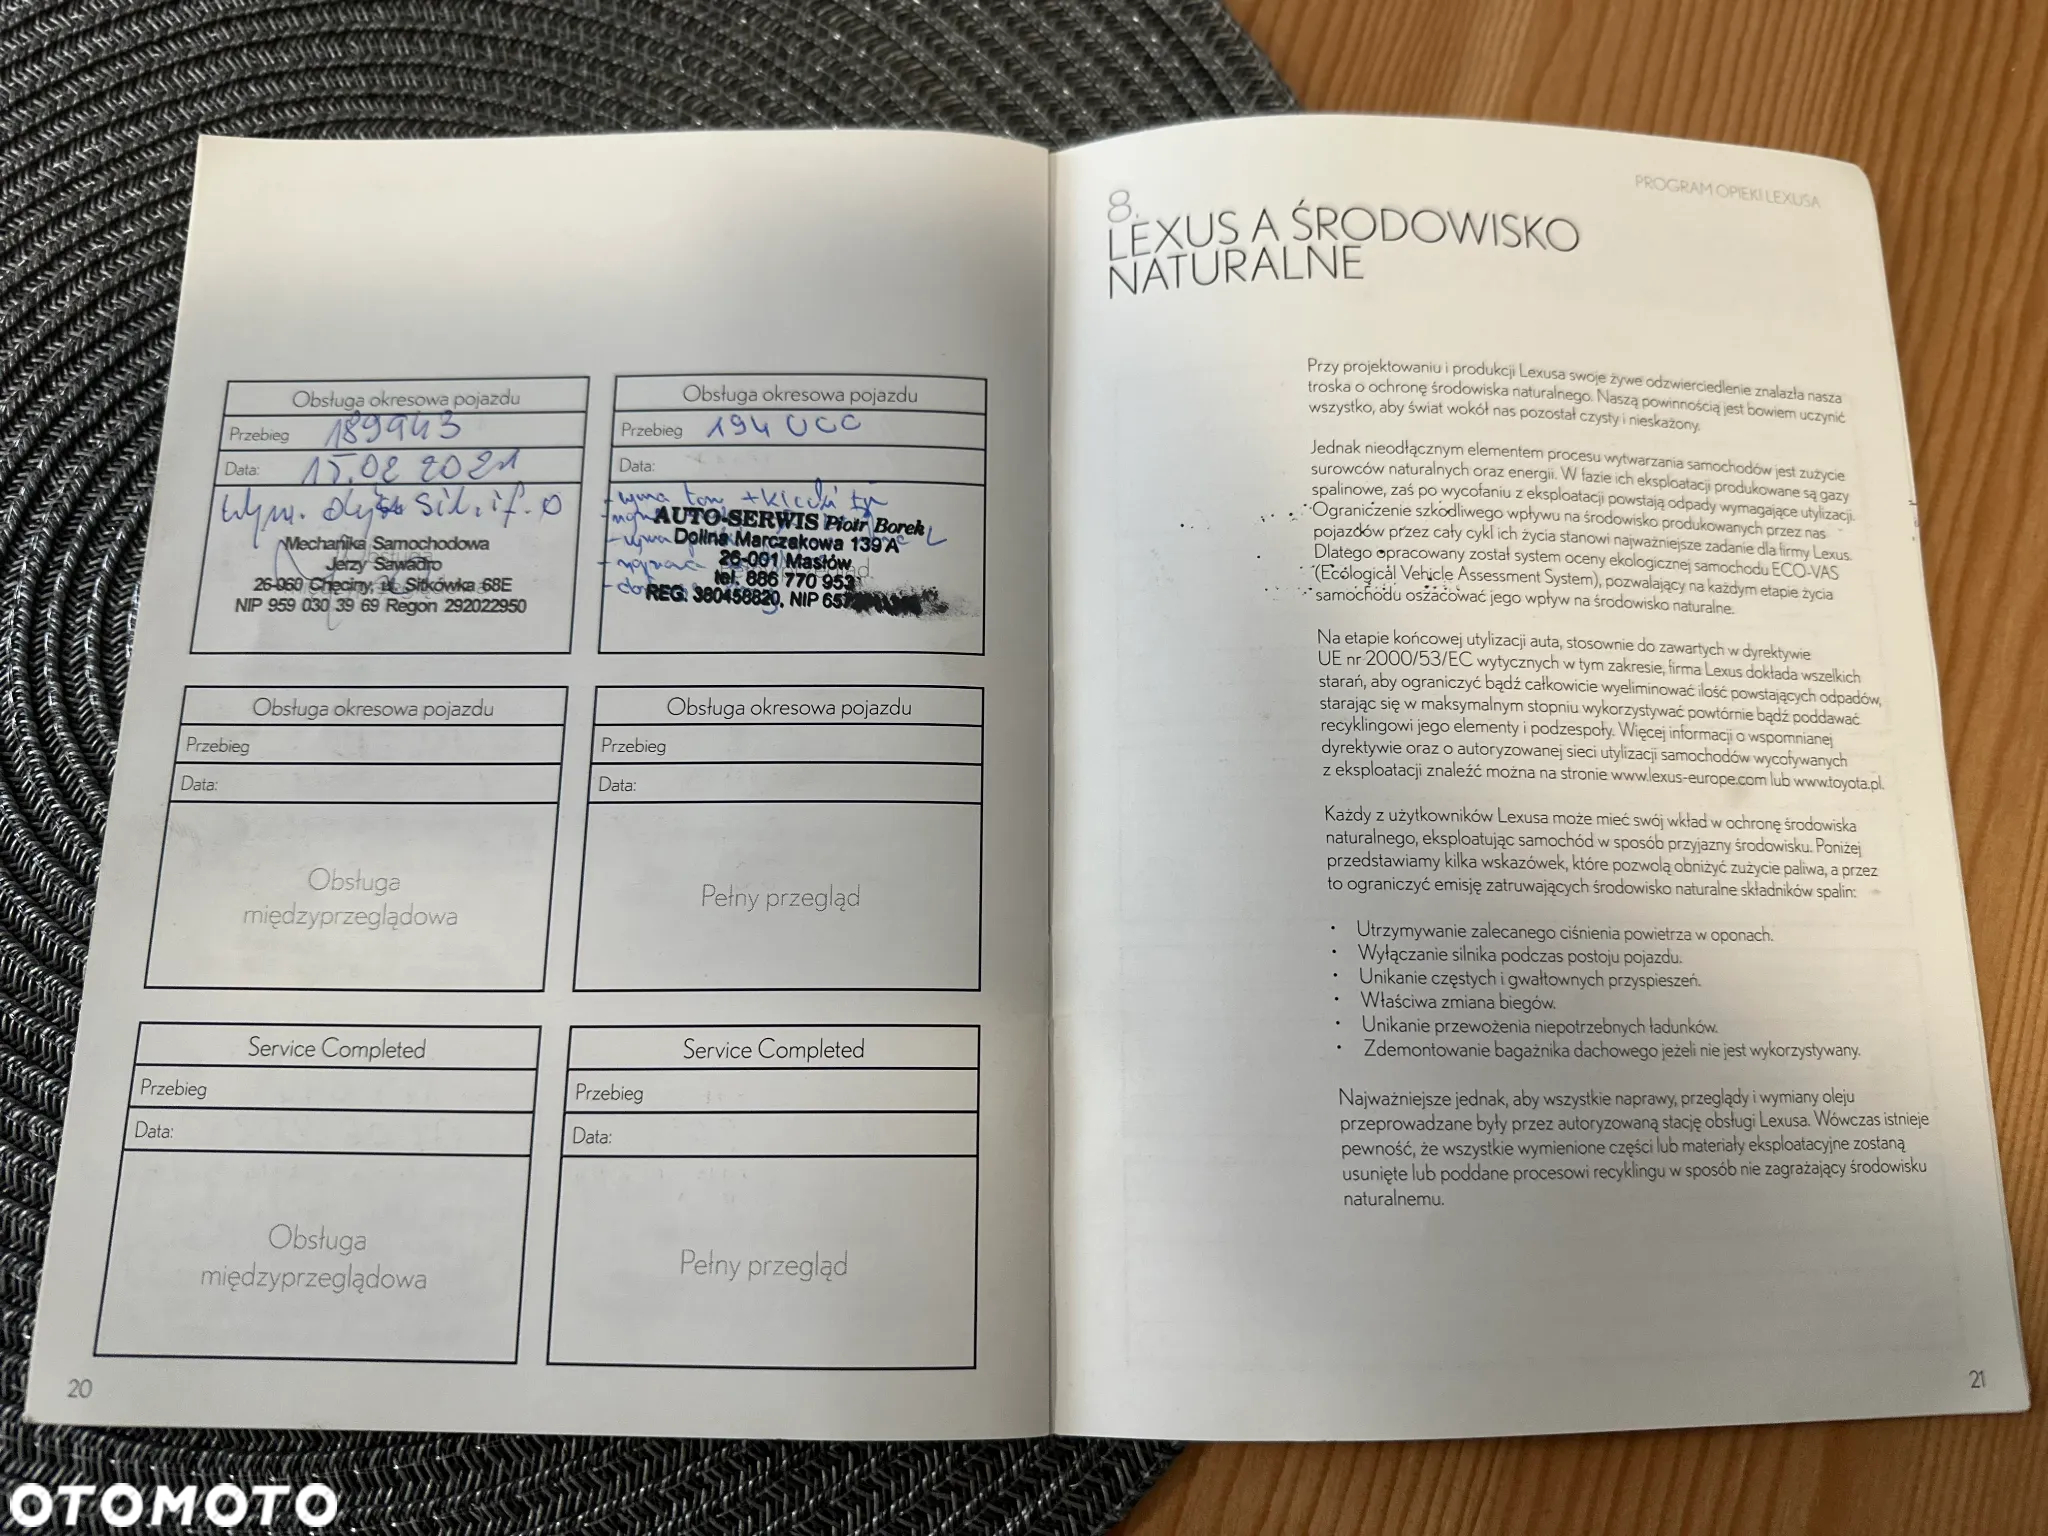 Obsługa okresowa pojazdu
Przebieg 189943
Data: 15.02 2021
Wym. sil. i f. o
Mechanika Samochodowa
Jerzy Sawadro
26-060 Chęciny, ul. Sitkówka 68E
NIP 959 030 39 69 Regon 292022950
Obsługa okresowa pojazdu
Przebieg 194 000
Data:
AUTO-SERWIS Piotr Borek
Dolina Marczakowa 139A
26-001 Masłów
tel. 886 770 953
REG. 380458820, NIP 657
Obsługa okresowa pojazdu
Przebieg
Data:
Obsługa
międzyprzeglądowa
Obsługa okresowa pojazdu
Przebieg
Data:
Pełny przegląd
Service Completed
Przebieg
Data:
Obsługa
międzyprzeglądowa
Service Completed
Przebieg
Data:
Pełny przegląd
20
PROGRAM OPIEKI LEXUSA
8.
LEXUS A ŚRODOWISKO
NATURALNE
Przy projektowaniu i produkcji Lexusa swoje żywe odzwierciedlenie znalazła nasza
troska o ochronę środowiska naturalnego. Naszą powinnością jest bowiem uczynić
wszystko, aby świat wokół nas pozostał czysty i nieskażony.
Jednak nieodłącznym elementem procesu wytwarzania samochodów jest zużycie
surowców naturalnych oraz energii. W fazie ich eksploatacji produkowane są gazy
spalinowe, zaś po wycofaniu z eksploatacji powstają odpady wymagające utylizacji.
Ograniczenie szkodliwego wpływu na środowisko produkowanych przez nas
pojazdów przez cały cykl ich życia stanowi najważniejsze zadanie dla firmy Lexus.
Dlatego opracowany został system oceny ekologicznej samochodu ECO-VAS
(Ecological Vehicle Assessment System), pozwalający na każdym etapie życia
samochodu oszacować jego wpływ na środowisko naturalne.
Na etapie końcowej utylizacji auta, stosownie do zawartych w dyrektywie
UE nr 2000/53/EC wytycznych w tym zakresie, firma Lexus dokłada wszelkich
starań, aby ograniczyć bądź całkowicie wyeliminować ilość powstających odpadów,
starając się w maksymalnym stopniu wykorzystywać powtórnie bądź poddawać
recyklingowi jego elementy i podzespoły. Więcej informacji o wspomnianej
dyrektywie oraz o autoryzowanej sieci utylizacji samochodów wycofywanych
z eksploatacji znaleźć można na stronie www.lexus-europe.com lub www.toyota.pl.
Każdy z użytkowników Lexusa może mieć swój wkład w ochronę środowiska
naturalnego, eksploatując samochód w sposób przyjazny środowisku. Poniżej
przedstawiamy kilka wskazówek, które pozwolą obniżyć zużycie paliwa, a przez
to ograniczyć emisję zatruwających środowisko naturalne składników spalin:
• Utrzymywanie zalecanego ciśnienia powietrza w oponach.
• Wyłączanie silnika podczas postoju pojazdu.
• Unikanie częstych i gwałtownych przyspieszeń.
• Właściwa zmiana biegów.
• Unikanie przewożenia niepotrzebnych ładunków.
• Zdemontowanie bagażnika dachowego jeżeli nie jest wykorzystywany.
Najważniejsze jednak, aby wszystkie naprawy, przeglądy i wymiany oleju
przeprowadzane były przez autoryzowaną stację obsługi Lexusa. Wówczas istnieje
pewność, że wszystkie wymienione części lub materiały eksploatacyjne zostaną
usunięte lub poddane procesowi recyklingu w sposób nie zagrażający środowisku
naturalnemu.
21
OTOMOTO